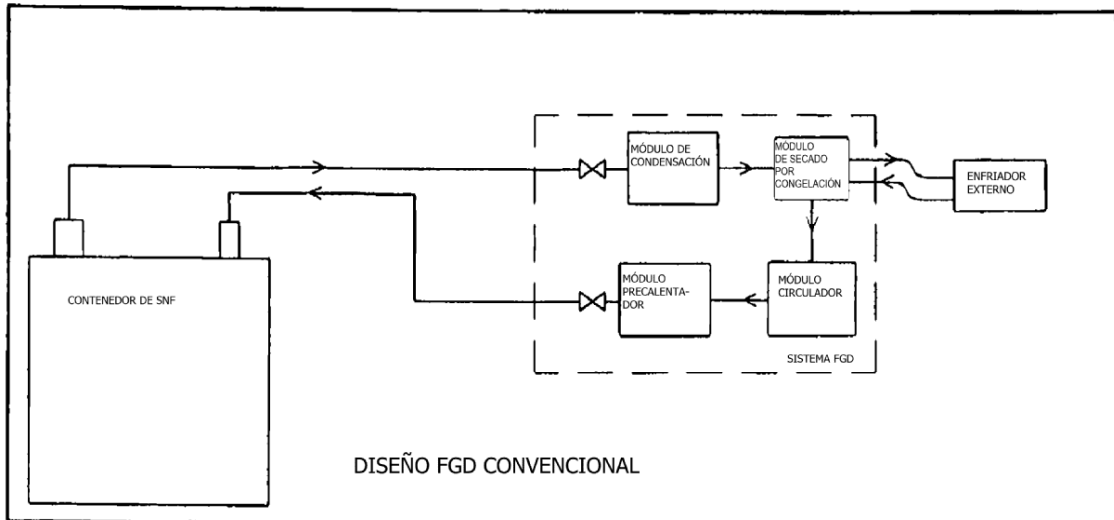 MÓDULO DE
CONDENSACIÓN
MÓDULO
DE SECADO
POR
CONGELACIÓN
ENFRIADOR
EXTERNO
CONTENEDOR DE SNF
MÓDULO
PRECALENTA-
DOR
MÓDULO
CIRCULADOR
SISTEMA FGD
DISEÑO FGD CONVENCIONAL